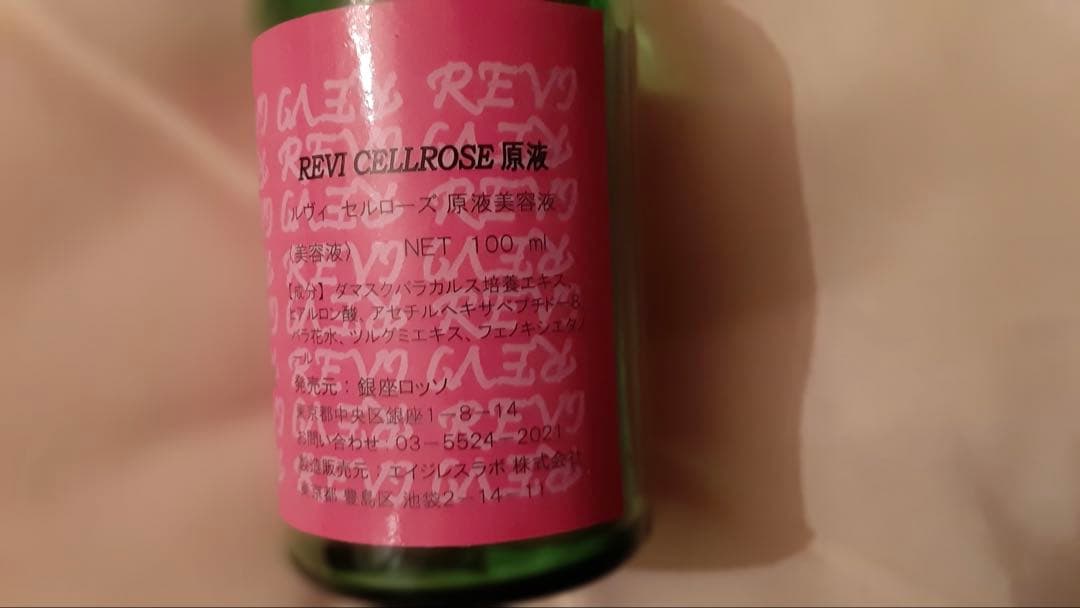 REVI CELLROSE 原液
ルヴィ セルローズ 原液美容液
(美容液) NET 100 ml
【成分】ダマスクバラカルス培養エキス、
ヒアルロン酸、アセチルヘキサペプチド-8、
バラ花水、ツルグミエキス、フェノキシエタノ
ール
発売元：銀座ロッソ
東京都中央区銀座1-8-14
お問い合わせ：03-5524-2021
製造販売元：エイジレスラボ 株式会社
東京都 豊島区 池袋2-14-11